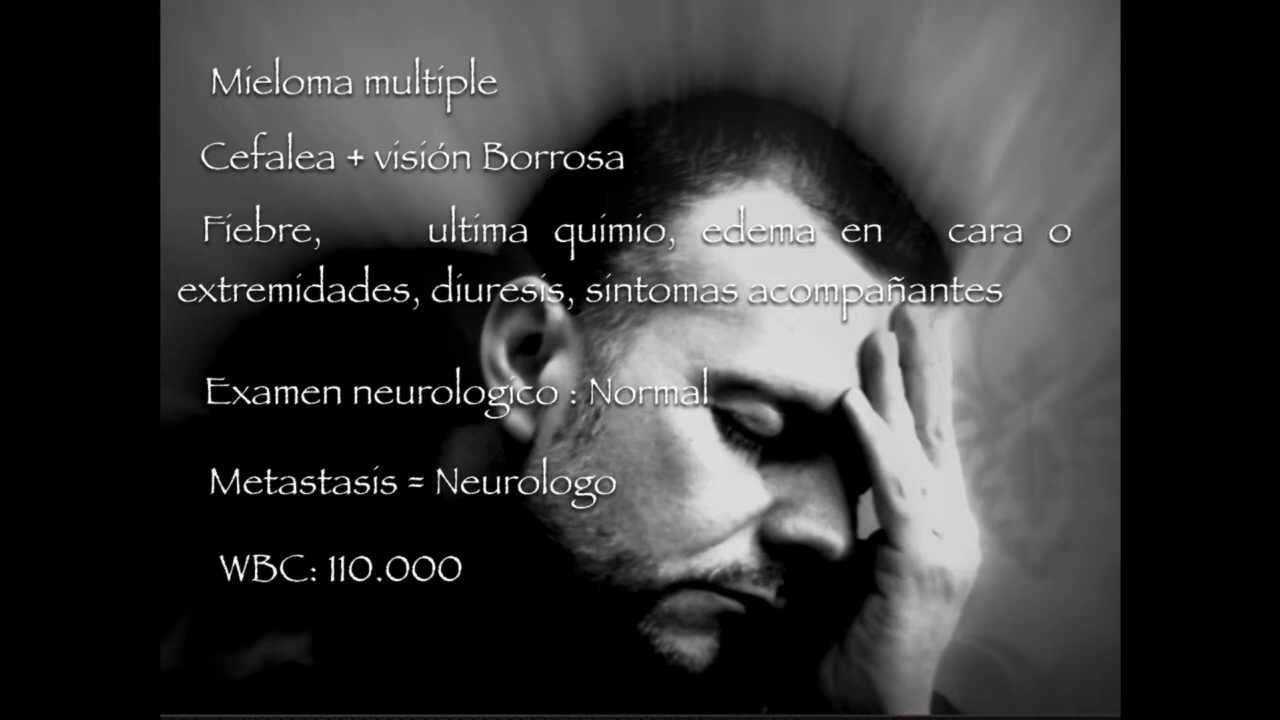 Mieloma multiple
Cefalea + visión Borrosa
Fiebre, ultima quimio, edema en cara o
extremidades, diuresis, sintomas acompañantes
Examen neurologico : Normal
Metastasis = Neurologo
WBC: 110.000